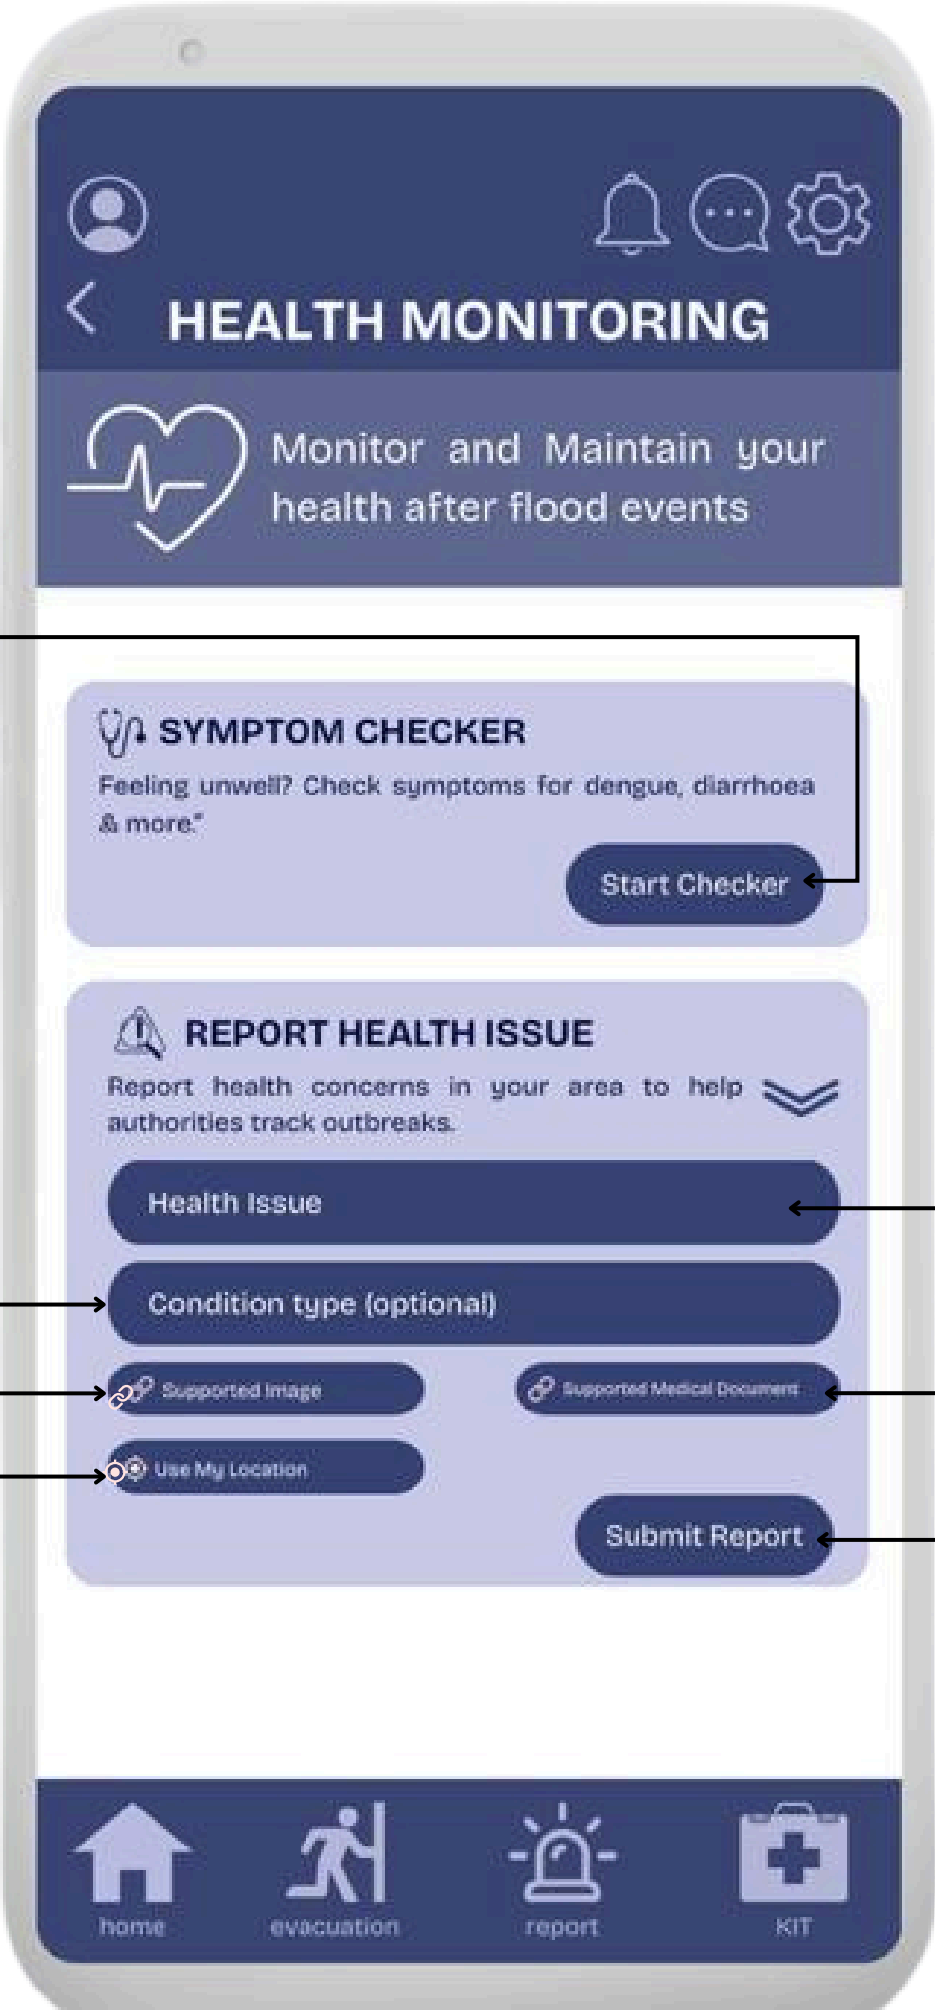 HEALTH MONITORING
Monitor and Maintain your
health after flood events
SYMPTOM CHECKER
Feeling unwell? Check symptoms for dengue, diarrhoea
& more."
Start Checker
REPORT HEALTH ISSUE
Report health concerns in your area to help
authorities track outbreaks.
Health Issue
Condition type (optional)
Supported Image
Supported Medical Document
Use My Location
Submit Report
home
evacuation
report
KIT